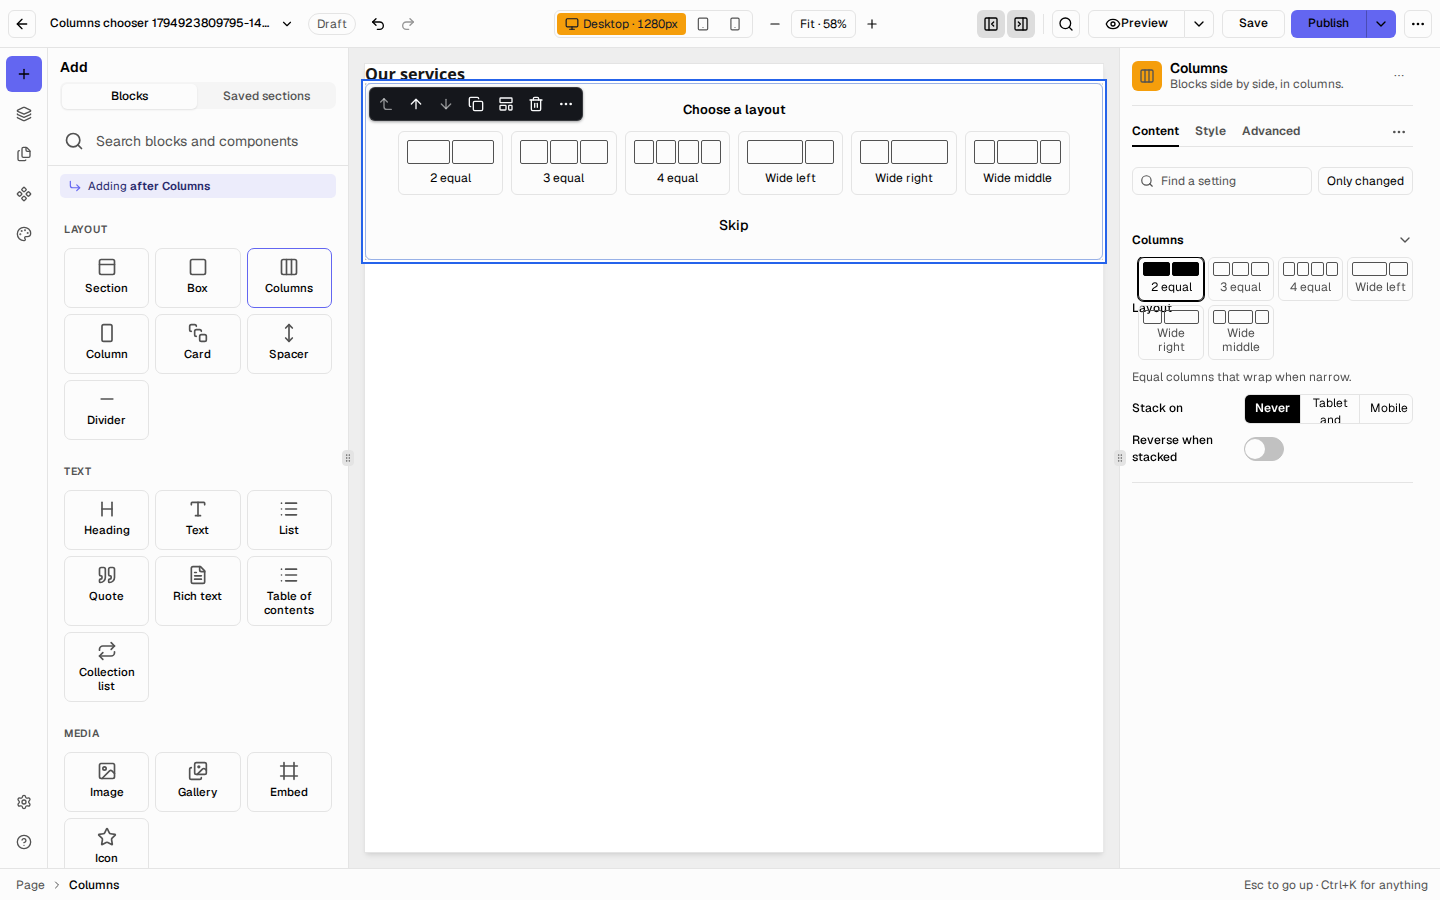 Columns chooser 1794923809795-14...
Draft
Desktop · 1280px
Fit · 58%
Preview
Save
Publish
Add
Blocks
Saved sections
Search blocks and components
Adding after Columns
LAYOUT
Section
Box
Columns
Column
Card
Spacer
Divider
TEXT
Heading
Text
List
Quote
Rich text
Table of
contents
Collection
list
MEDIA
Image
Gallery
Embed
Icon
Our services
Choose a layout
2 equal
3 equal
4 equal
Wide left
Wide right
Wide middle
Skip
Columns
Blocks side by side, in columns.
Content
Style
Advanced
Find a setting
Only changed
Columns
2 equal
3 equal
4 equal
Wide left
Layout
Wide
right
Wide
middle
Equal columns that wrap when narrow.
Stack on
Never
Tablet
and
Mobile
Reverse when
stacked
Page
Columns
Esc to go up · Ctrl+K for anything